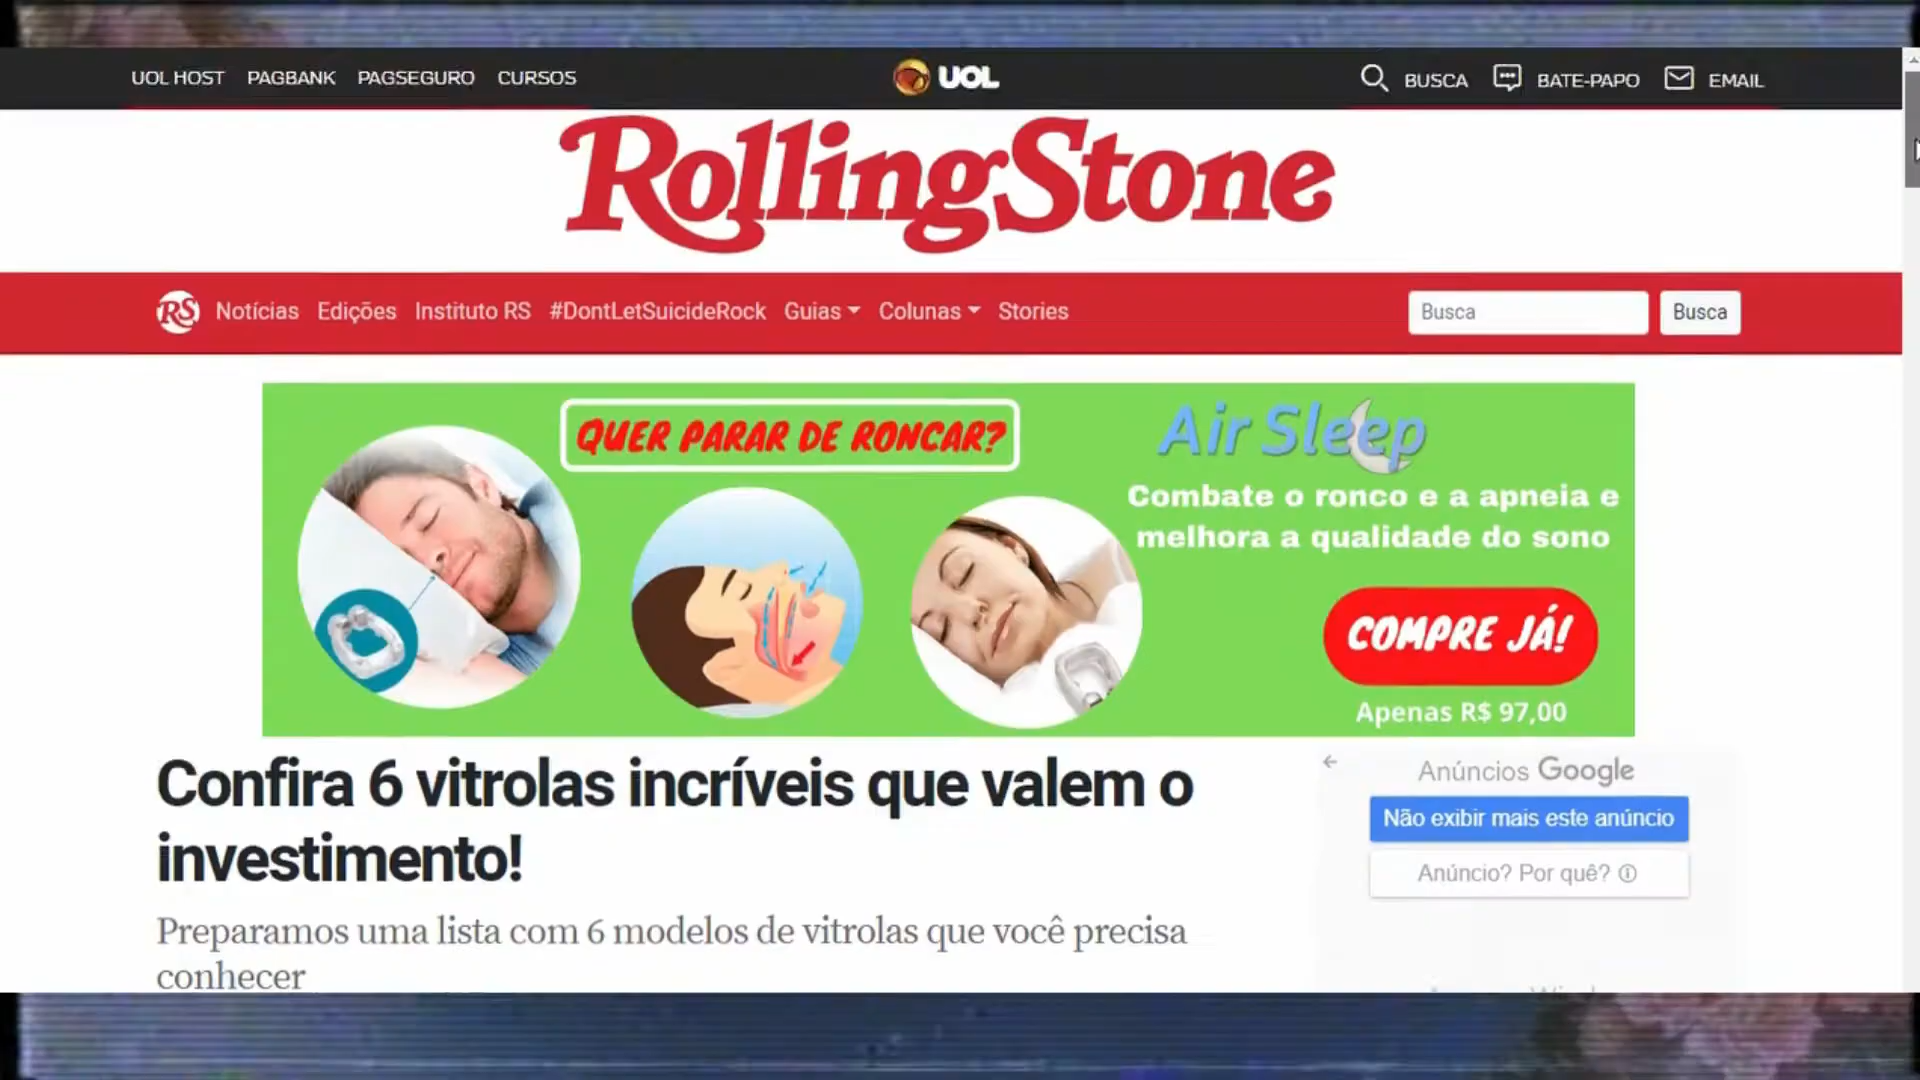 UOL HOST PAGBANK PAGSEGURO CURSOS UOL BUSCA BATE-PAPO EMAIL
RollingStone
RS Notícias Edições Instituto RS #DontLetSuicideRock Guias Colunas Stories Busca Busca
QUER PARAR DE RONCAR?
Air Sleep
Combate o ronco e a apneia e
melhora a qualidade do sono
COMPRE JÁ!
Apenas R$ 97,00
Confira 6 vitrolas incríveis que valem o
investimento!
Preparamos uma lista com 6 modelos de vitrolas que você precisa
conhecer
Anúncios Google
Não exibir mais este anúncio
Anúncio? Por quê?